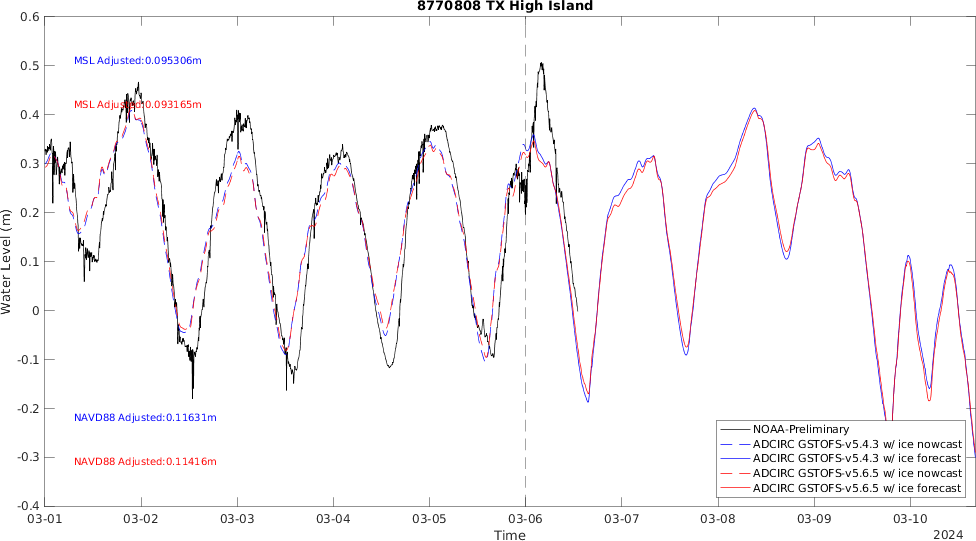 8770808 TX High Island
0.6
0.5
0.4
0.3
0.2
0.1
0
-0.1
-0.2
-0.3
-0.4
Water Level (m)
MSL Adjusted:0.095306m
MSL Adjusted:0.093165m
NAVD88 Adjusted:0.11631m
NAVD88 Adjusted:0.11416m
NOAA-Preliminary
ADCIRC GSTOFS-v5.4.3 w/ ice nowcast
ADCIRC GSTOFS-v5.4.3 w/ ice forecast
ADCIRC GSTOFS-v5.6.5 w/ ice nowcast
ADCIRC GSTOFS-v5.6.5 w/ ice forecast
03-01 03-02 03-03 03-04 03-05 03-06 03-07 03-08 03-09 03-10
Time
2024